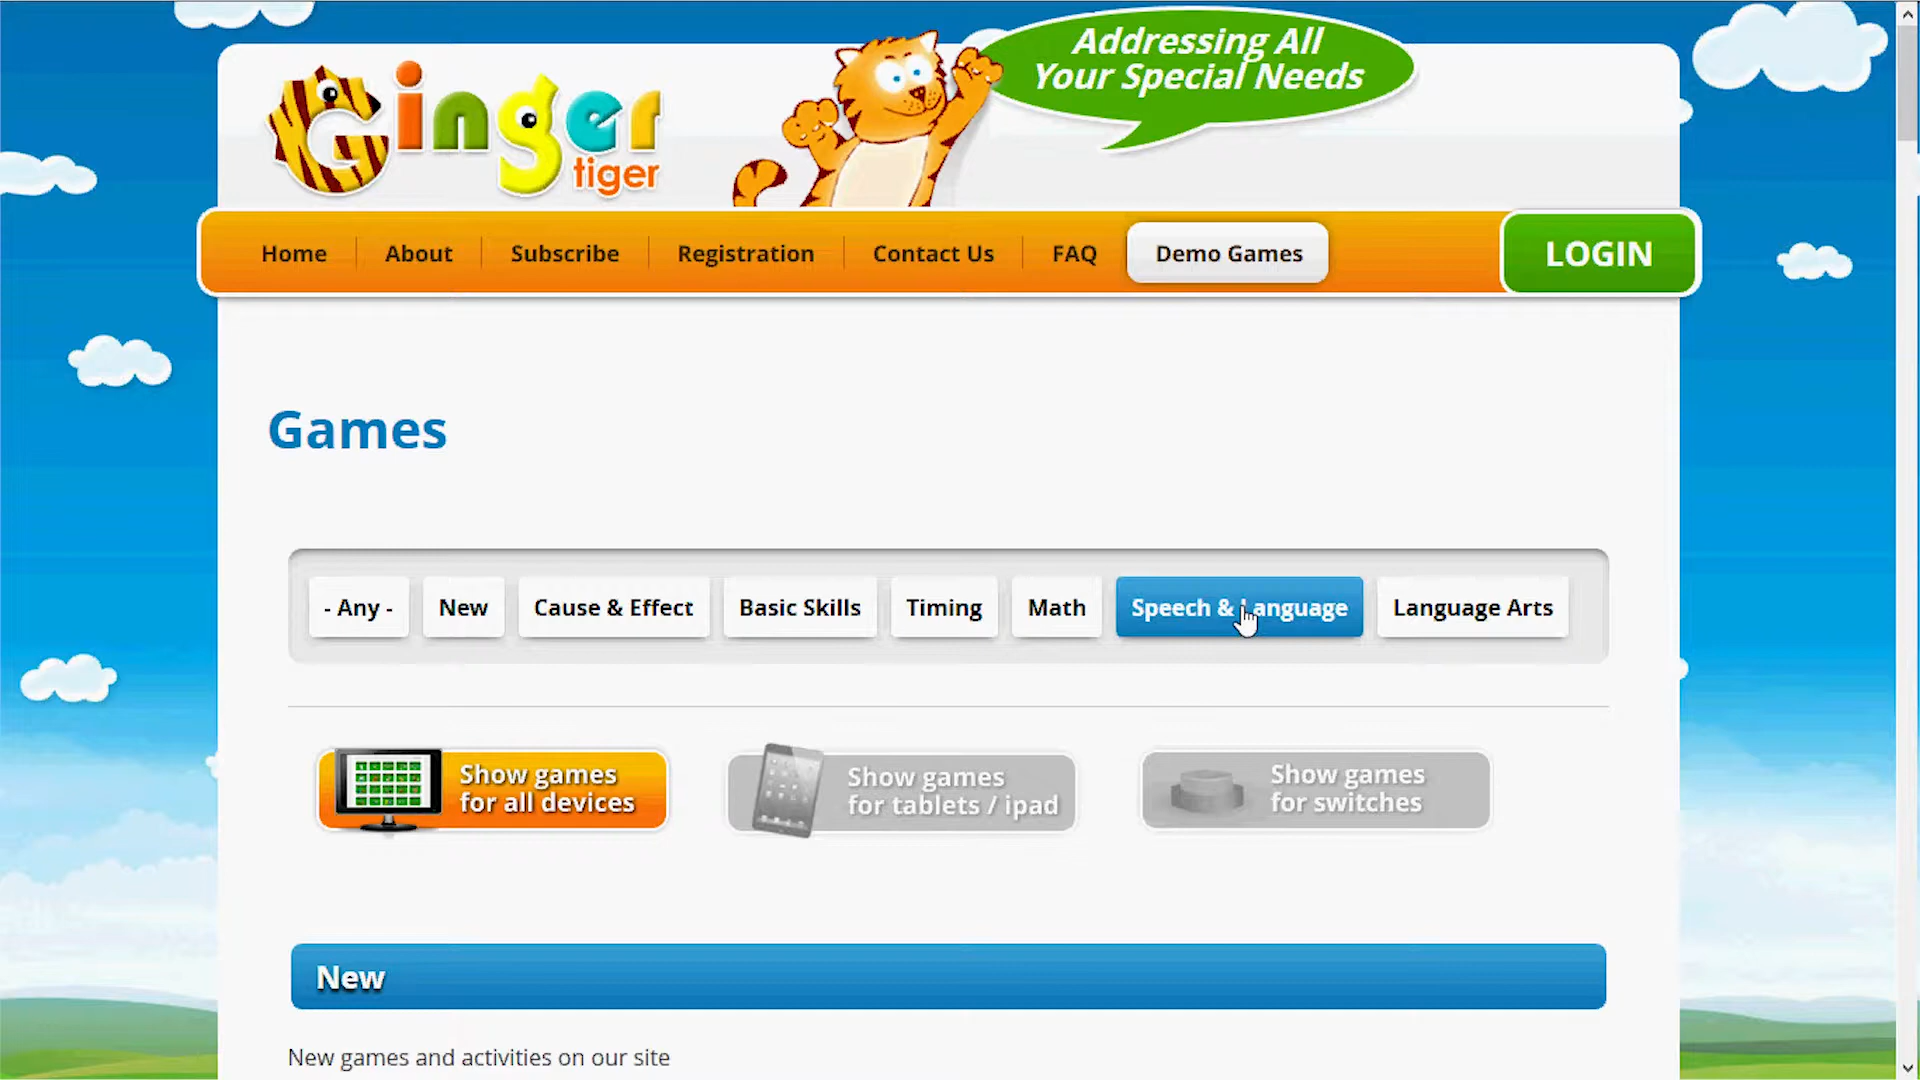 Ginger
tiger
Addressing All
Your Special Needs
Home
About
Subscribe
Registration
Contact Us
FAQ
Demo Games
LOGIN
Games
- Any -
New
Cause & Effect
Basic Skills
Timing
Math
Speech & Language
Language Arts
Show games
for all devices
Show games
for tablets / ipad
Show games
for switches
New
New games and activities on our site